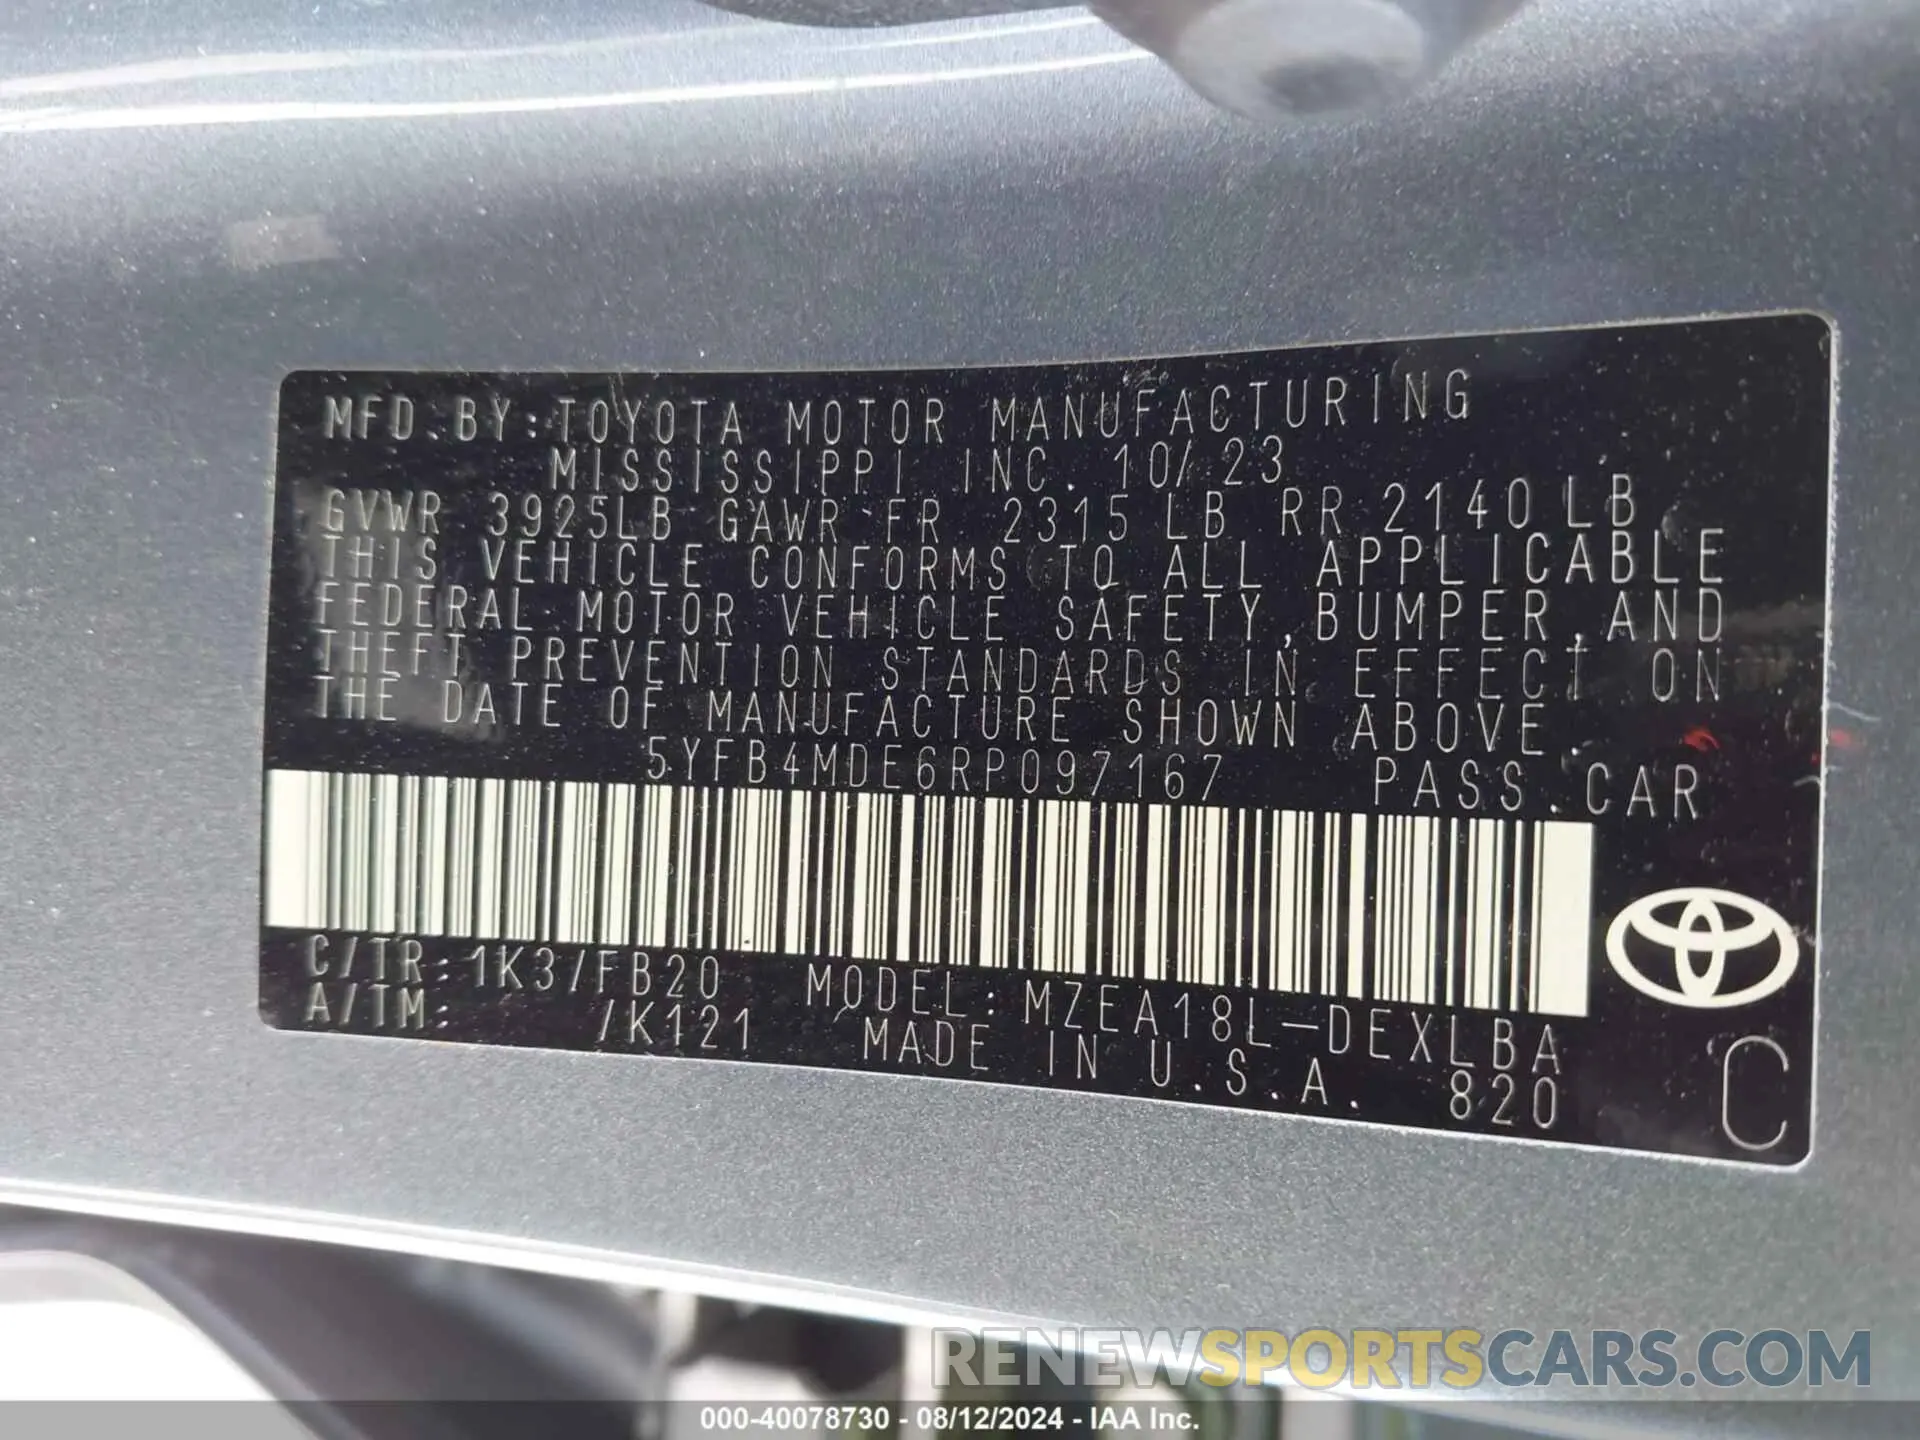 MFD. BY: TOYOTA MOTOR MANUFACTURING
MISSISSIPPI, INC. 10/23
GVWR 3925LB GAWR FR 2315 LB RR 2140 LB
THIS VEHICLE CONFORMS TO ALL APPLICABLE
FEDERAL MOTOR VEHICLE SAFETY, BUMPER, AND
THEFT PREVENTION STANDARDS IN EFFECT ON
THE DATE OF MANUFACTURE SHOWN ABOVE.
5YFB4MDE6RP097167 PASS. CAR
C/TR: 1K3/FB20 MODEL: MZEA18L-DEXLBA
A/TM: /K121 MADE IN U.S.A. 820
C
RENEWSPORTSCARS.COM
000-40078730 - 08/12/2024 - IAA Inc.